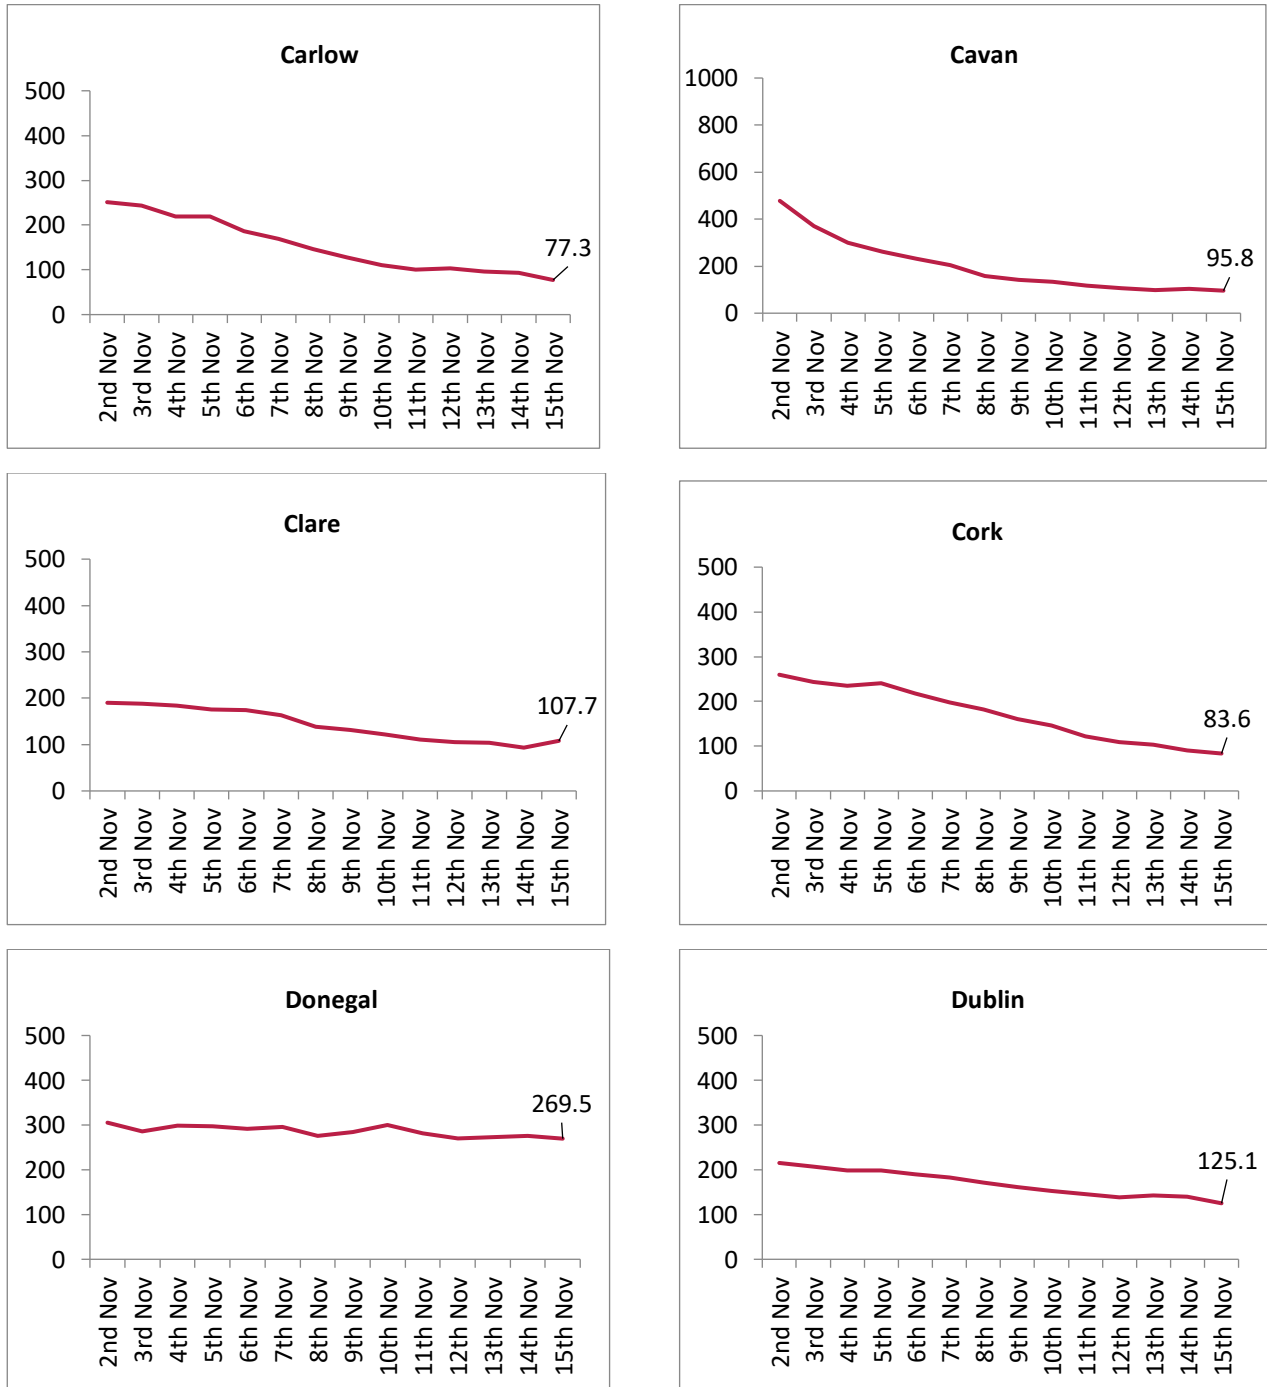 Carlow
500
400
300
200
100
0
77.3
2nd Nov
3rd Nov
4th Nov
5th Nov
6th Nov
7th Nov
8th Nov
9th Nov
10th Nov
11th Nov
12th Nov
13th Nov
14th Nov
15th Nov
Cavan
1000
800
600
400
200
0
95.8
2nd Nov
3rd Nov
4th Nov
5th Nov
6th Nov
7th Nov
8th Nov
9th Nov
10th Nov
11th Nov
12th Nov
13th Nov
14th Nov
15th Nov
Clare
500
400
300
200
100
0
107.7
2nd Nov
3rd Nov
4th Nov
5th Nov
6th Nov
7th Nov
8th Nov
9th Nov
10th Nov
11th Nov
12th Nov
13th Nov
14th Nov
15th Nov
Cork
500
400
300
200
100
0
83.6
2nd Nov
3rd Nov
4th Nov
5th Nov
6th Nov
7th Nov
8th Nov
9th Nov
10th Nov
11th Nov
12th Nov
13th Nov
14th Nov
15th Nov
Donegal
500
400
300
200
100
0
269.5
2nd Nov
3rd Nov
4th Nov
5th Nov
6th Nov
7th Nov
8th Nov
9th Nov
10th Nov
11th Nov
12th Nov
13th Nov
14th Nov
15th Nov
Dublin
500
400
300
200
100
0
125.1
2nd Nov
3rd Nov
4th Nov
5th Nov
6th Nov
7th Nov
8th Nov
9th Nov
10th Nov
11th Nov
12th Nov
13th Nov
14th Nov
15th Nov